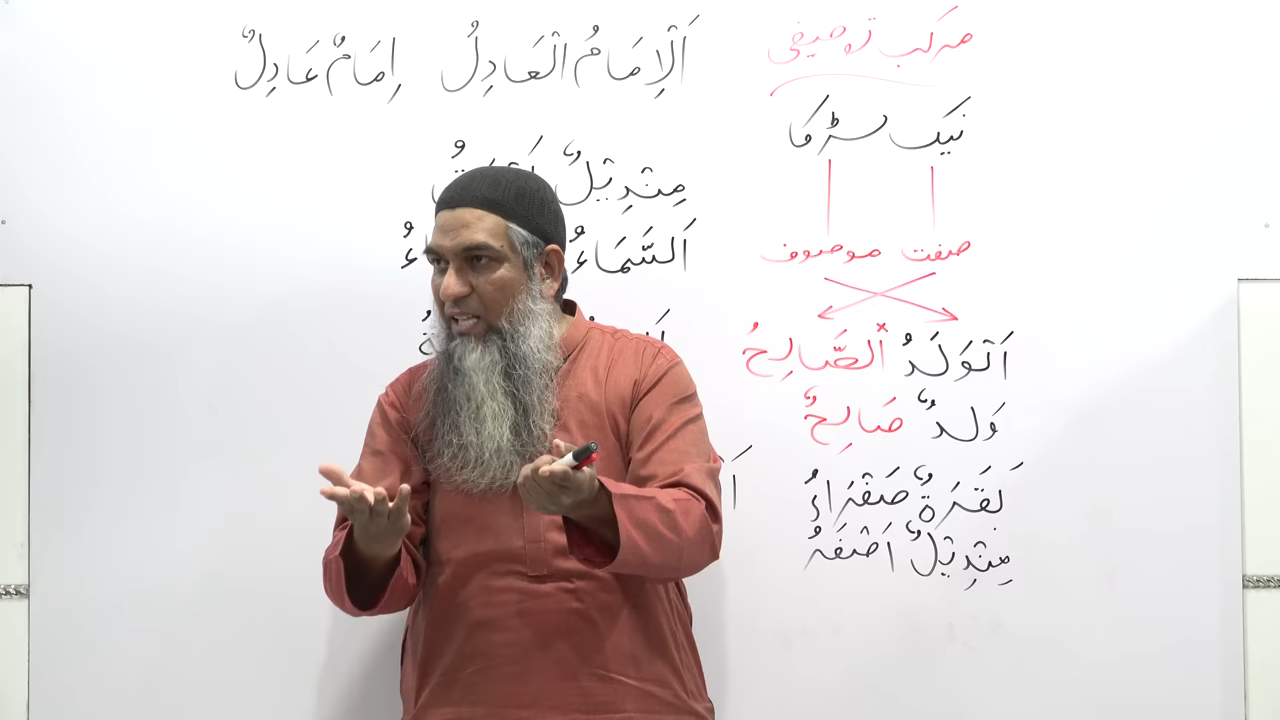 مرکب توصیفی
نیک لڑکا
صفت موصوف
اَلْوَلَدُ الصَّالِحُ
وَلَدٌ صَالِحٌ
بَقَرَةٌ صَفْرَاءُ
مِنْدِيْلٌ اَصْفَرُ
اَلْاِمَامُ الْعَادِلُ اِمَامٌ عَادِلٌ
مِنْدِيْلٌ
اَلسَّمَاءُ